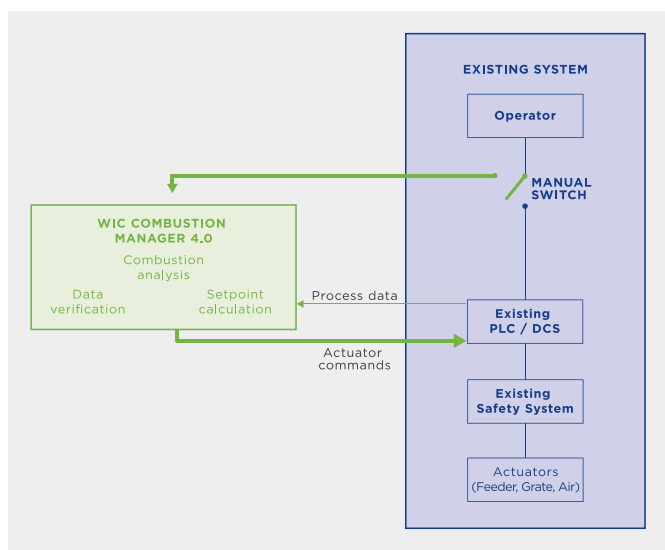 EXISTING SYSTEM
Operator
MANUAL
SWITCH
WIC COMBUSTION
MANAGER 4.0
Combustion
analysis
Data
verification
Setpoint
calculation
Process data
Existing
PLC / DCS
Actuator
commands
Existing
Safety System
Actuators
(Feeder, Grate, Air)